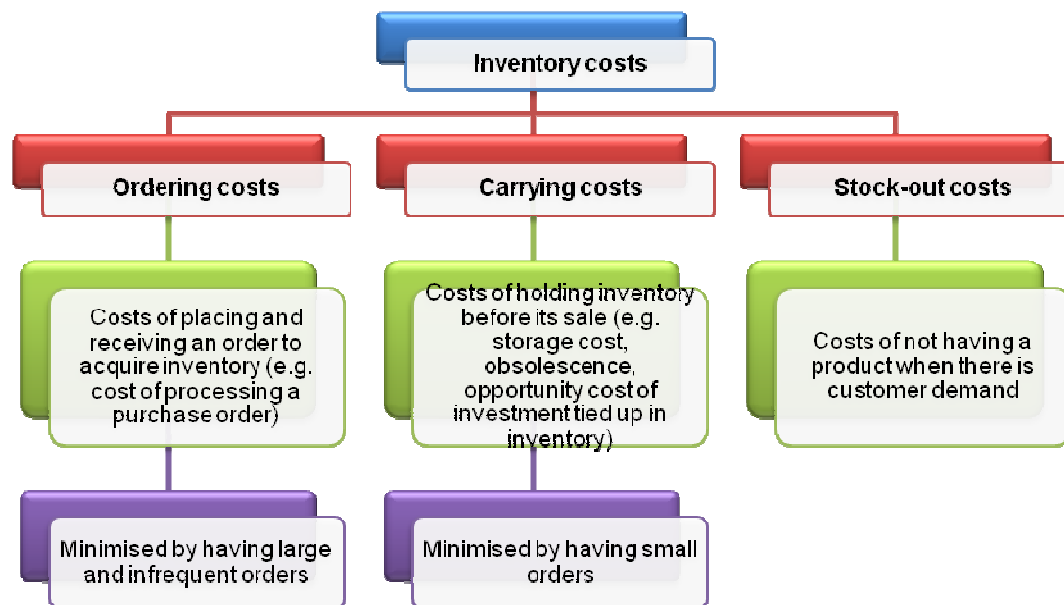 Inventory costs
Ordering costs
Carrying costs
Stock-out costs
Costs of placing and
receiving an order to
acquire inventory (e.g.
cost of processing a
purchase order)
Costs of holding inventory
before its sale (e.g.
storage cost,
obsolescence,
opportunity cost of
investment tied up in
inventory)
Costs of not having a
product when there is
customer demand
Minimised by having large
and infrequent orders
Minimised by having small
orders